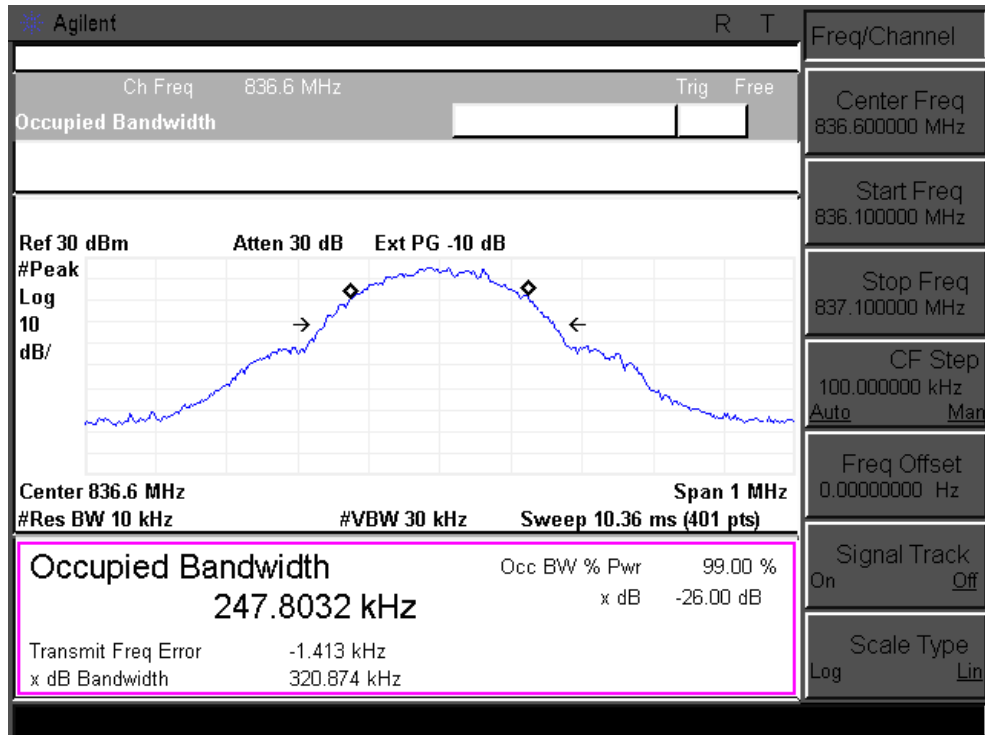 Agilent R T
Ch Freq 836.6 MHz Trig Free
Occupied Bandwidth
Ref 30 dBm Atten 30 dB Ext PG -10 dB
#Peak
Log
10
dB/
Center 836.6 MHz Span 1 MHz
#Res BW 10 kHz #VBW 30 kHz Sweep 10.36 ms (401 pts)
Occupied Bandwidth
247.8032 kHz
Occ BW % Pwr 99.00 %
x dB -26.00 dB
Transmit Freq Error -1.413 kHz
x dB Bandwidth 320.874 kHz
Freq/Channel
Center Freq
836.600000 MHz
Start Freq
836.100000 MHz
Stop Freq
837.100000 MHz
CF Step
100.000000 kHz
Auto Man
Freq Offset
0.00000000 Hz
Signal Track
On Off
Scale Type
Log Lin